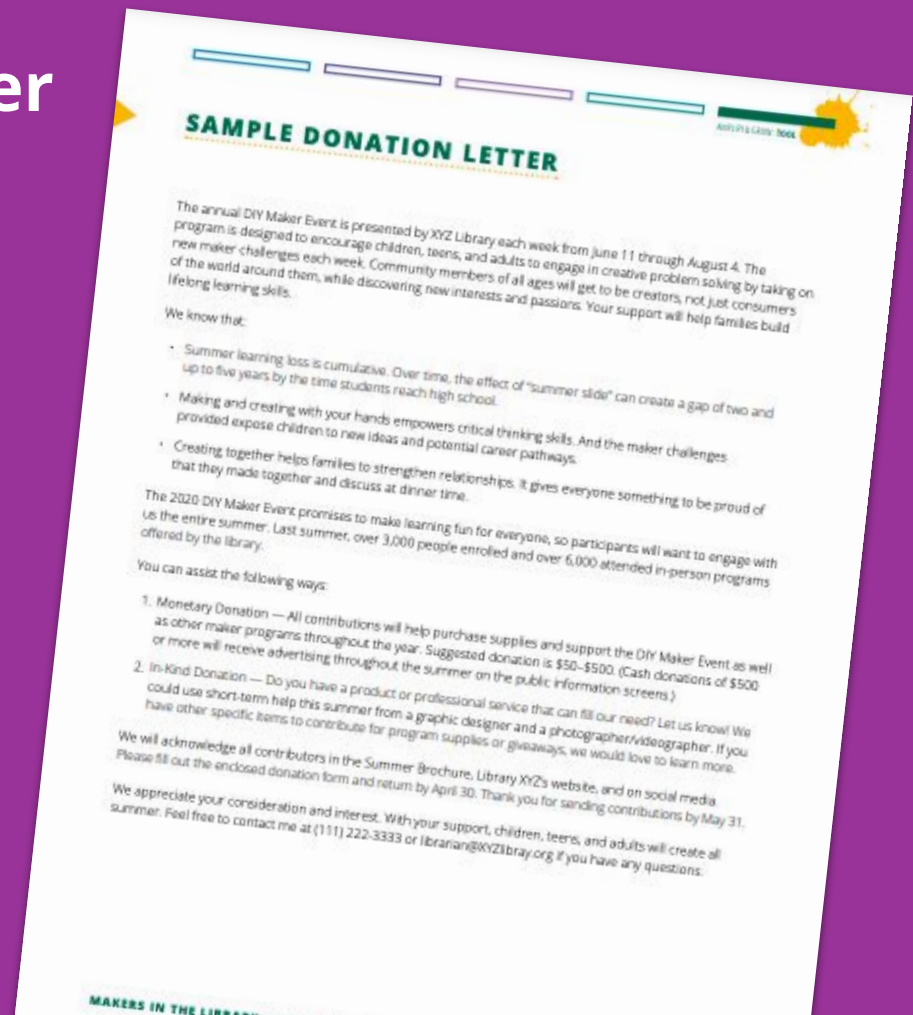 er
TOOL
SAMPLE DONATION LETTER
The annual DIY Maker Event is presented by XYZ Library each week from June 11 through August 4. The
program is designed to encourage children, teens, and adults to engage in creative problem solving by taking on
new maker challenges each week. Community members of all ages will get to be creators, not just consumers
of the world around them, while discovering new interests and passions. Your support will help families build
lifelong learning skills.
We know that:
• Summer learning loss is cumulative. Over time, the effect of "summer slide" can create a gap of two and
up to five years by the time students reach high school.
• Making and creating with your hands empowers critical thinking skills. And the maker challenges
provided expose children to new ideas and potential career pathways.
• Creating together helps families to strengthen relationships. It gives everyone something to be proud of
that they made together and discuss at dinner time.
The 2020 DIY Maker Event promises to make learning fun for everyone, so participants will want to engage with
us the entire summer. Last summer, over 3,000 people enrolled and over 6,000 attended in-person programs
offered by the library.
You can assist the following ways:
1. Monetary Donation — All contributions will help purchase supplies and support the DIY Maker Event as well
as other maker programs throughout the year. Suggested donation is $50–$500. (Cash donations of $500
or more will receive advertising throughout the summer on the public information screens.)
2. In-Kind Donation — Do you have a product or professional service that can fill our need? Let us know! We
could use short-term help this summer from a graphic designer and a photographer/videographer. If you
have other specific items to contribute for program supplies or giveaways, we would love to learn more.
We will acknowledge all contributors in the Summer Brochure, Library XYZ's website, and on social media.
Please fill out the enclosed donation form and return by April 30. Thank you for sending contributions by May 31.
We appreciate your consideration and interest. With your support, children, teens, and adults will create all
summer. Feel free to contact me at (111) 222-3333 or librarian@XYZlibray.org if you have any questions.
MAKERS IN THE LIBRARY